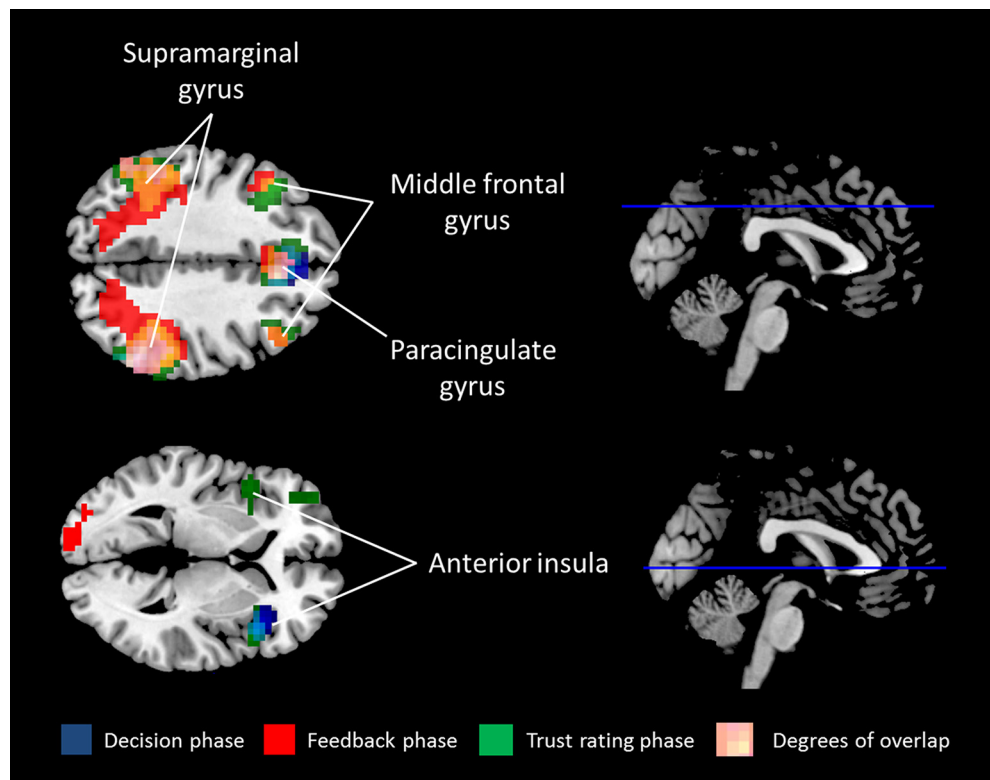 Supramarginal
gyrus
Middle frontal
gyrus
Paracingulate
gyrus
Anterior insula
Decision phase
Feedback phase
Trust rating phase
Degrees of overlap